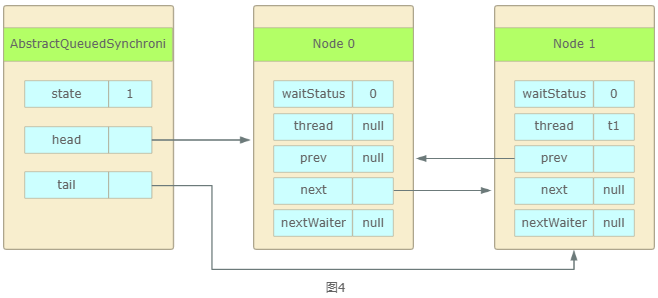 AbstractQueuedSynchroni
state 1
head
tail
Node 0
waitStatus 0
thread null
prev null
next
nextWaiter null
Node 1
waitStatus 0
thread t1
prev
next null
nextWaiter null
图4